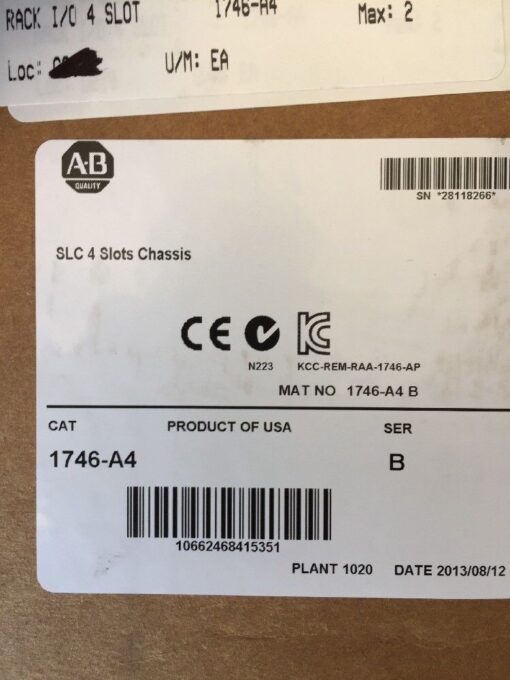 RACK I/O 4 SLOT 1746-A4 Max: 2
Loc: U/M: EA
A-B
QUALITY
SN *28118266*
SLC 4 Slots Chassis
CE KC
N223 KCC-REM-RAA-1746-AP
MAT NO 1746-A4 B
CAT PRODUCT OF USA SER
1746-A4 B
10662468415351
PLANT 1020 DATE 2013/08/12